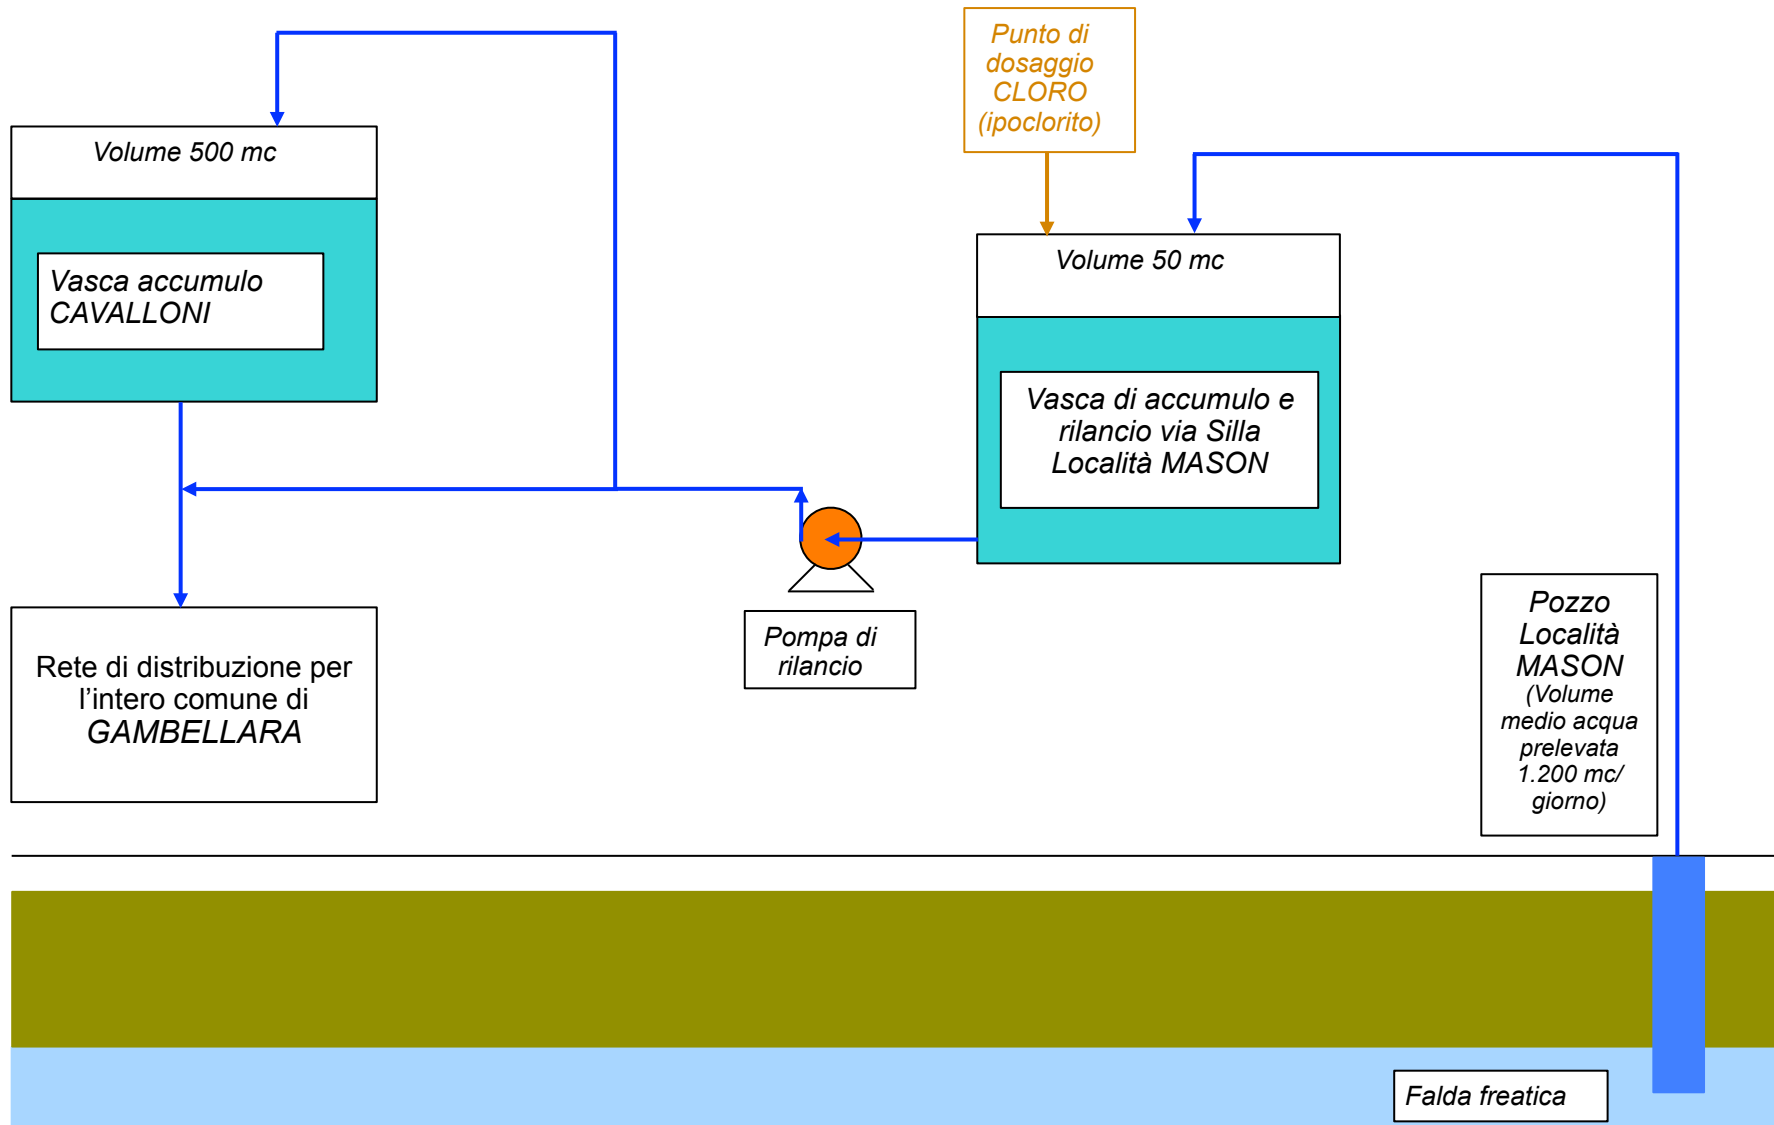 Punto di
dosaggio
CLORO
(ipoclorito)
Volume 500 mc
Vasca accumulo
CAVALLONI
Volume 50 mc
Vasca di accumulo e
rilancio via Silla
Località MASON
Pompa di
rilancio
Rete di distribuzione per
l’intero comune di
GAMBELLARA
Pozzo
Località
MASON
(Volume
medio acqua
prelevata
1.200 mc/
giorno)
Falda freatica